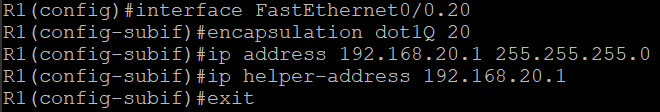 R1(config)#interface FastEthernet0/0.20
R1(config-subif)#encapsulation dot1Q 20
R1(config-subif)#ip address 192.168.20.1 255.255.255.0
R1(config-subif)#ip helper-address 192.168.20.1
R1(config-subif)#exit